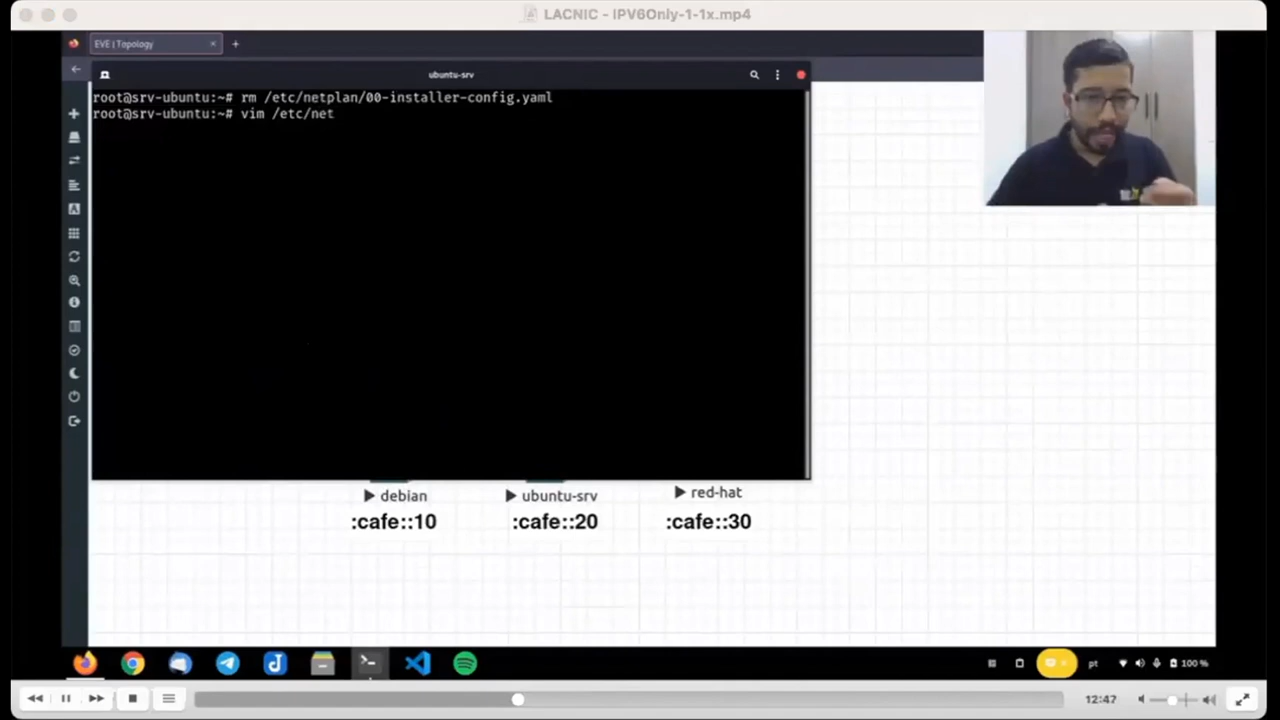 LACNIC - IPV6Only-1-1x.mp4
EVE | Topology
ubuntu-srv
root@srv-ubuntu:~# rm /etc/netplan/00-installer-config.yaml
root@srv-ubuntu:~# vim /etc/net
debian
ubuntu-srv
red-hat
:cafe::10
:cafe::20
:cafe::30
pt
100 %
12:47